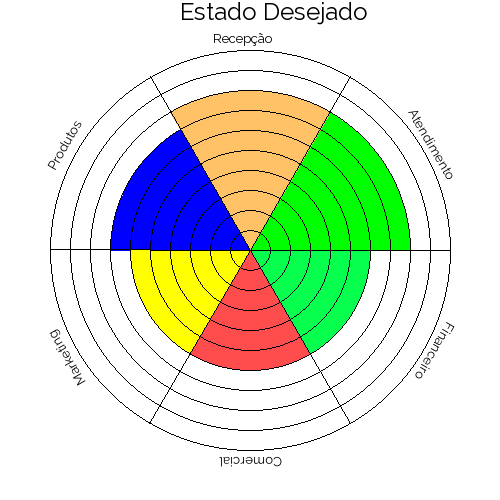 Estado Desejado
Recepção
Atendimento
Financeiro
Comercial
Marketing
Produtos